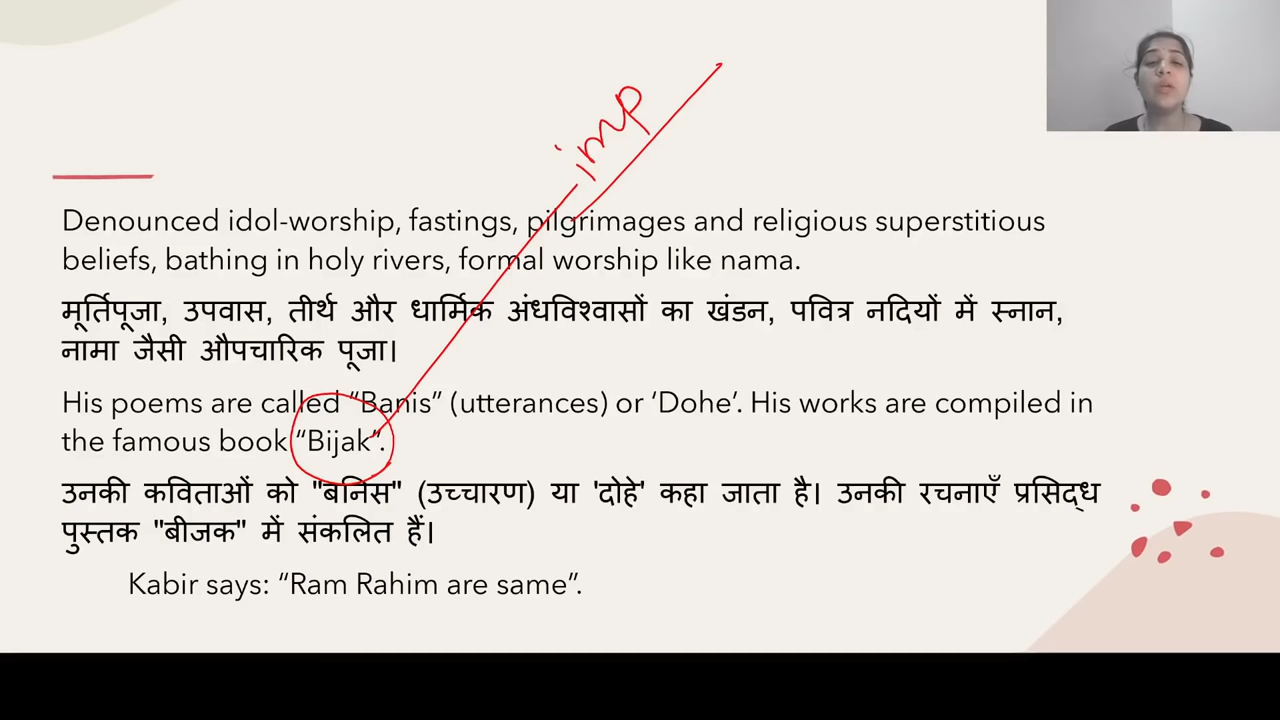 imp
Denounced idol-worship, fastings, pilgrimages and religious superstitious
beliefs, bathing in holy rivers, formal worship like nama.
मूर्तिपूजा, उपवास, तीर्थ और धार्मिक अंधविश्वासों का खंडन, पवित्र नदियों में स्नान,
नामा जैसी औपचारिक पूजा।
His poems are called “Banis” (utterances) or ‘Dohe’. His works are compiled in
the famous book “Bijak”.
उनकी कविताओं को "बनिस" (उच्चारण) या 'दोहे' कहा जाता है। उनकी रचनाएँ प्रसिद्ध
पुस्तक "बीजक" में संकलित हैं।
Kabir says: “Ram Rahim are same”.